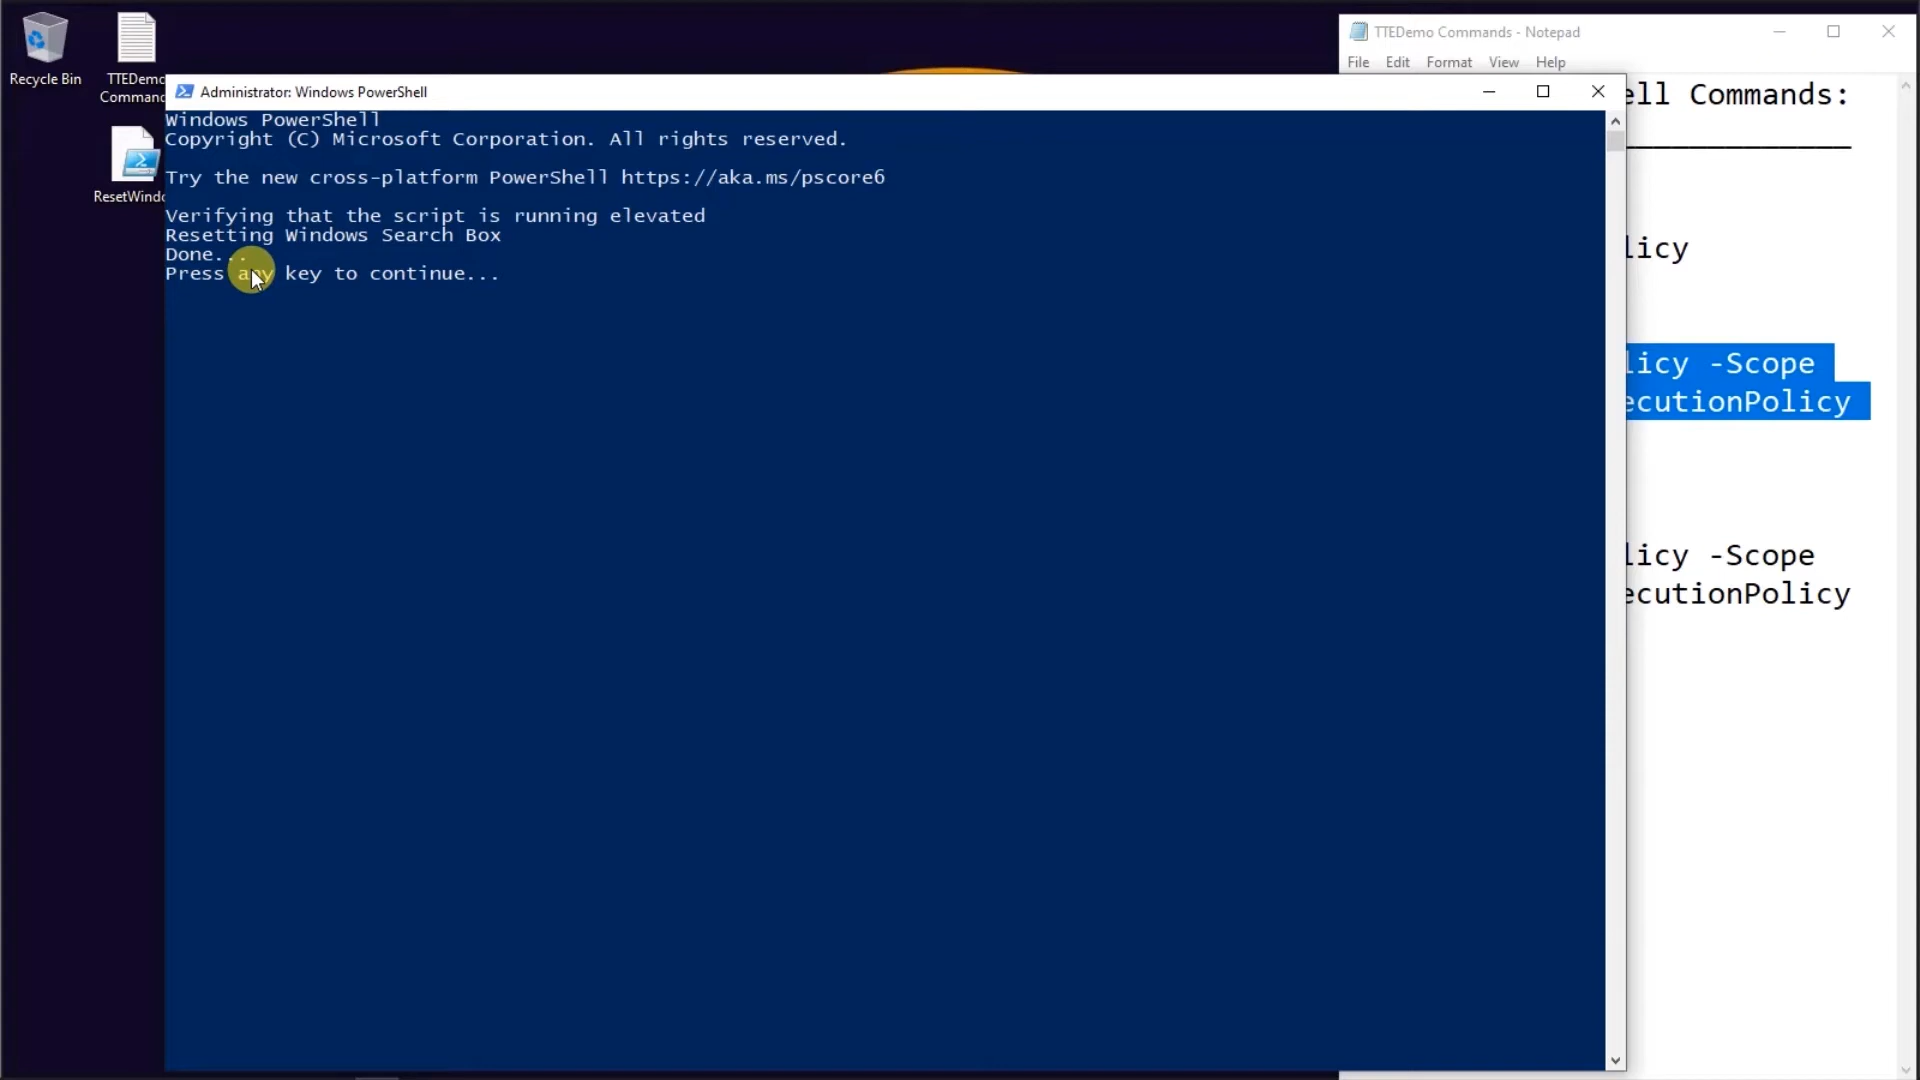 Recycle Bin
TTEDemo
Command
ResetWindo
Administrator: Windows PowerShell
Windows PowerShell
Copyright (C) Microsoft Corporation. All rights reserved.
Try the new cross-platform PowerShell https://aka.ms/pscore6
Verifying that the script is running elevated
Resetting Windows Search Box
Done...
Press any key to continue...
TTEDemo Commands - Notepad
File Edit Format View Help
ell Commands:
licy
licy -Scope
ecutionPolicy
licy -Scope
ecutionPolicy